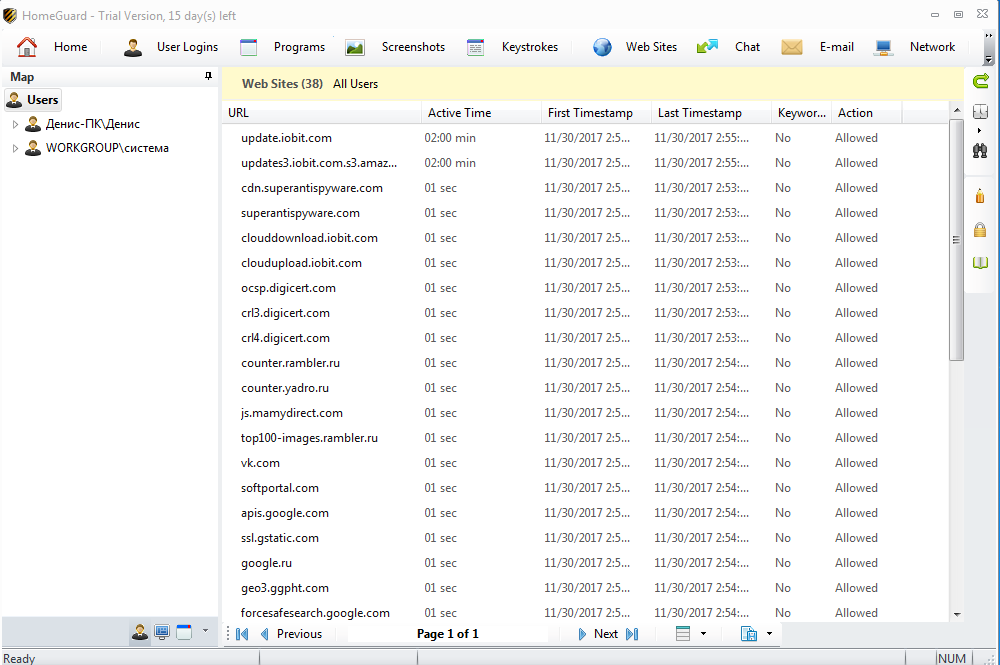 HomeGuard - Trial Version, 15 day(s) left
Home User Logins Programs Screenshots Keystrokes Web Sites Chat E-mail Network
Map
Users
Денис-ПК\Денис
WORKGROUP\система
Web Sites (38) All Users
URL Active Time First Timestamp Last Timestamp Keywor... Action
update.iobit.com 02:00 min 11/30/2017 2:5... 11/30/2017 2:55:... No Allowed
updates3.iobit.com.s3.amaz... 02:00 min 11/30/2017 2:5... 11/30/2017 2:55:... No Allowed
cdn.superantispyware.com 01 sec 11/30/2017 2:5... 11/30/2017 2:53:... No Allowed
superantispyware.com 01 sec 11/30/2017 2:5... 11/30/2017 2:53:... No Allowed
clouddownload.iobit.com 01 sec 11/30/2017 2:5... 11/30/2017 2:53:... No Allowed
cloudupload.iobit.com 01 sec 11/30/2017 2:5... 11/30/2017 2:53:... No Allowed
ocsp.digicert.com 01 sec 11/30/2017 2:5... 11/30/2017 2:53:... No Allowed
crl3.digicert.com 01 sec 11/30/2017 2:5... 11/30/2017 2:53:... No Allowed
crl4.digicert.com 01 sec 11/30/2017 2:5... 11/30/2017 2:53:... No Allowed
counter.rambler.ru 01 sec 11/30/2017 2:5... 11/30/2017 2:54:... No Allowed
counter.yadro.ru 01 sec 11/30/2017 2:5... 11/30/2017 2:54:... No Allowed
js.mamydirect.com 01 sec 11/30/2017 2:5... 11/30/2017 2:54:... No Allowed
top100-images.rambler.ru 01 sec 11/30/2017 2:5... 11/30/2017 2:54:... No Allowed
vk.com 01 sec 11/30/2017 2:5... 11/30/2017 2:54:... No Allowed
softportal.com 01 sec 11/30/2017 2:5... 11/30/2017 2:54:... No Allowed
apis.google.com 01 sec 11/30/2017 2:5... 11/30/2017 2:54:... No Allowed
ssl.gstatic.com 01 sec 11/30/2017 2:5... 11/30/2017 2:54:... No Allowed
google.ru 01 sec 11/30/2017 2:5... 11/30/2017 2:54:... No Allowed
geo3.ggpht.com 01 sec 11/30/2017 2:5... 11/30/2017 2:54:... No Allowed
forcesafesearch.google.com 01 sec 11/30/2017 2:5... 11/30/2017 2:54:... No Allowed
Previous Page 1 of 1 Next
Ready NUM